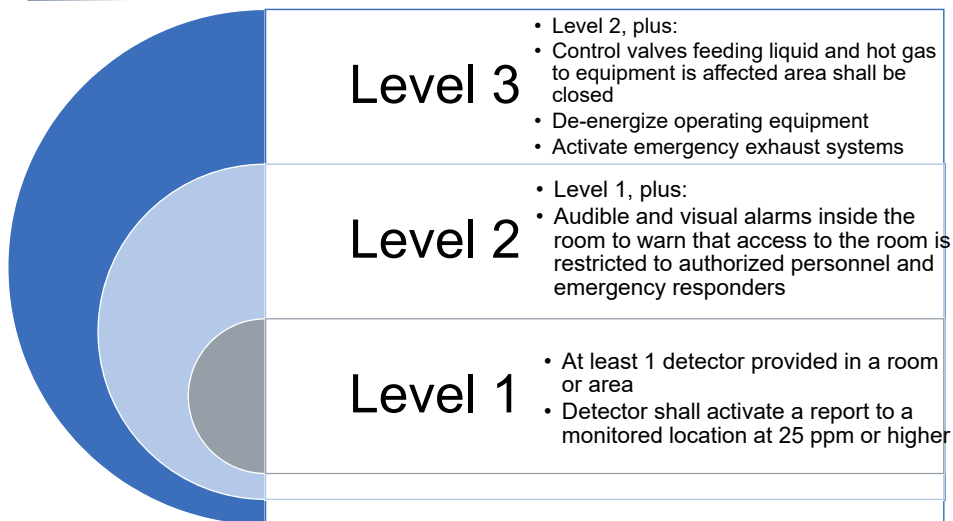 Level 3
• Level 2, plus:
• Control valves feeding liquid and hot gas
to equipment is affected area shall be
closed
• De-energize operating equipment
• Activate emergency exhaust systems
Level 2
• Level 1, plus:
• Audible and visual alarms inside the
room to warn that access to the room is
restricted to authorized personnel and
emergency responders
Level 1
• At least 1 detector provided in a room
or area
• Detector shall activate a report to a
monitored location at 25 ppm or higher